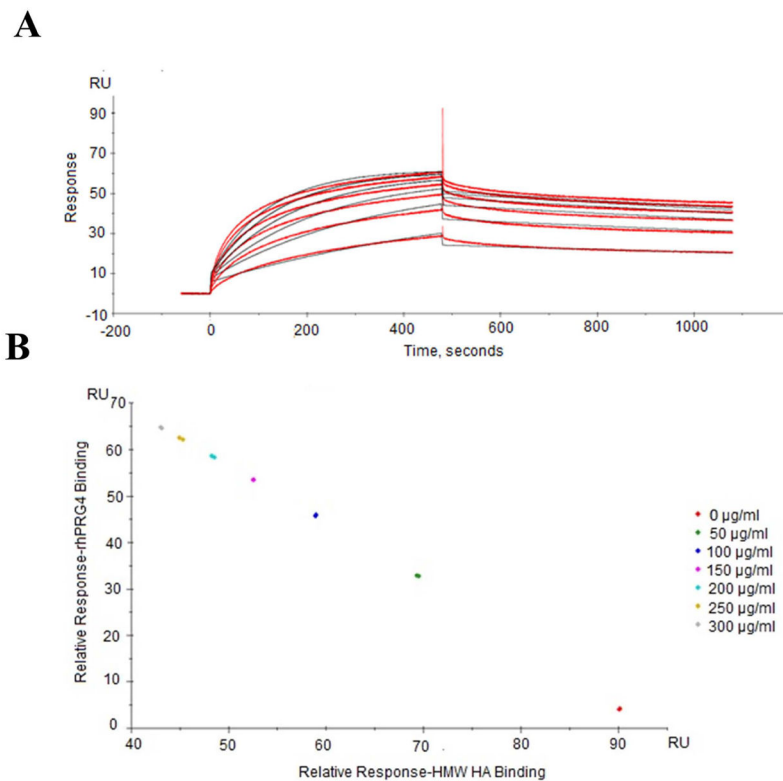 A
RU
90
70
Response
50
30
10
-10
-200
0
200
400
600
800
1000
Time, seconds
B
RU
70
60
50
40
30
20
10
0
Relative Response-rhPRG4 Binding
40
50
60
70
80
90
RU
Relative Response-HMW HA Binding
0 µg/ml
50 µg/ml
100 µg/ml
150 µg/ml
200 µg/ml
250 µg/ml
300 µg/ml